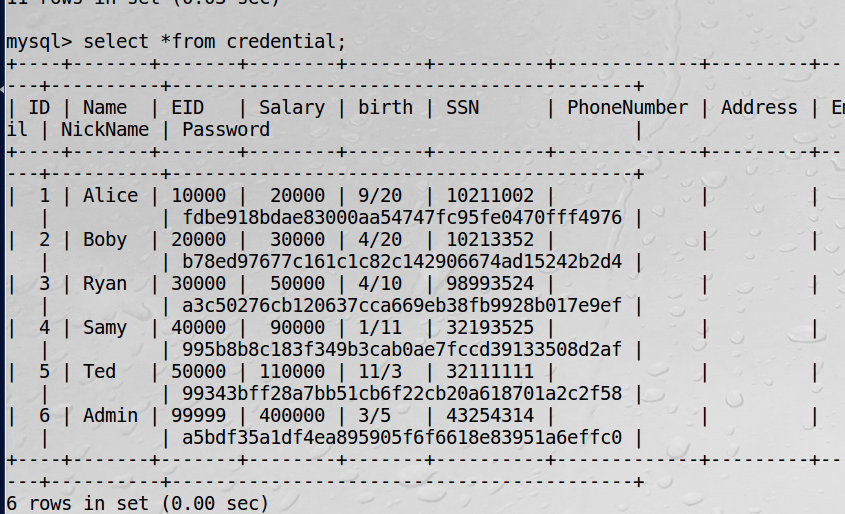 11 rows in set (0.03 sec)
mysql> select *from credential;
+----+-------+-------+--------+-------+----------+-------------+---------+--
---+----------+------------------------------------------+
| ID | Name  | EID   | Salary | birth | SSN      | PhoneNumber | Address | Em
il | NickName | Password                                 |
+----+-------+-------+--------+-------+----------+-------------+---------+--
---+----------+------------------------------------------+
|  1 | Alice | 10000 |  20000 | 9/20  | 10211002 |             |         |
   |          | fdbe918bdae83000aa54747fc95fe0470fff4976 |
|  2 | Boby  | 20000 |  30000 | 4/20  | 10213352 |             |         |
   |          | b78ed97677c161c1c82c142906674ad15242b2d4 |
|  3 | Ryan  | 30000 |  50000 | 4/10  | 98993524 |             |         |
   |          | a3c50276cb120637cca669eb38fb9928b017e9ef |
|  4 | Samy  | 40000 |  90000 | 1/11  | 32193525 |             |         |
   |          | 995b8b8c183f349b3cab0ae7fccd39133508d2af |
|  5 | Ted   | 50000 | 110000 | 11/3  | 32111111 |             |         |
   |          | 99343bff28a7bb51cb6f22cb20a618701a2c2f58 |
|  6 | Admin | 99999 | 400000 | 3/5   | 43254314 |             |         |
   |          | a5bdf35a1df4ea895905f6f6618e83951a6effc0 |
+----+-------+-------+--------+-------+----------+-------------+---------+--
---+----------+------------------------------------------+
6 rows in set (0.00 sec)